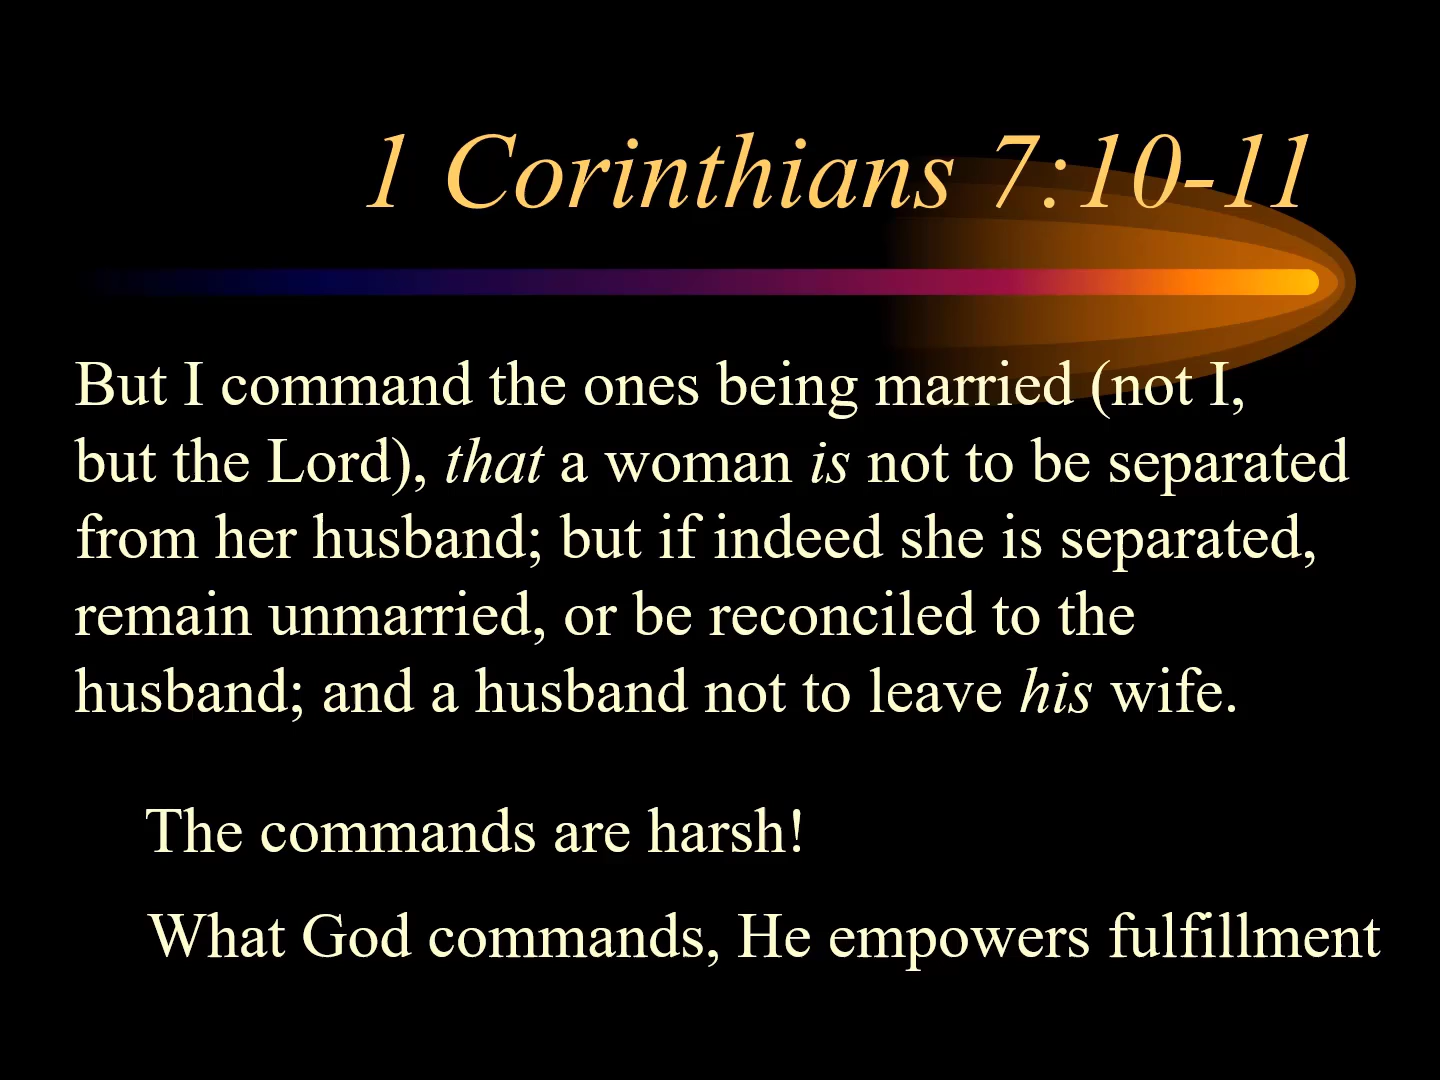 1 Corinthians 7:10-11
But I command the ones being married (not I,
but the Lord), that a woman is not to be separated
from her husband; but if indeed she is separated,
remain unmarried, or be reconciled to the
husband; and a husband not to leave his wife.
The commands are harsh!
What God commands, He empowers fulfillment